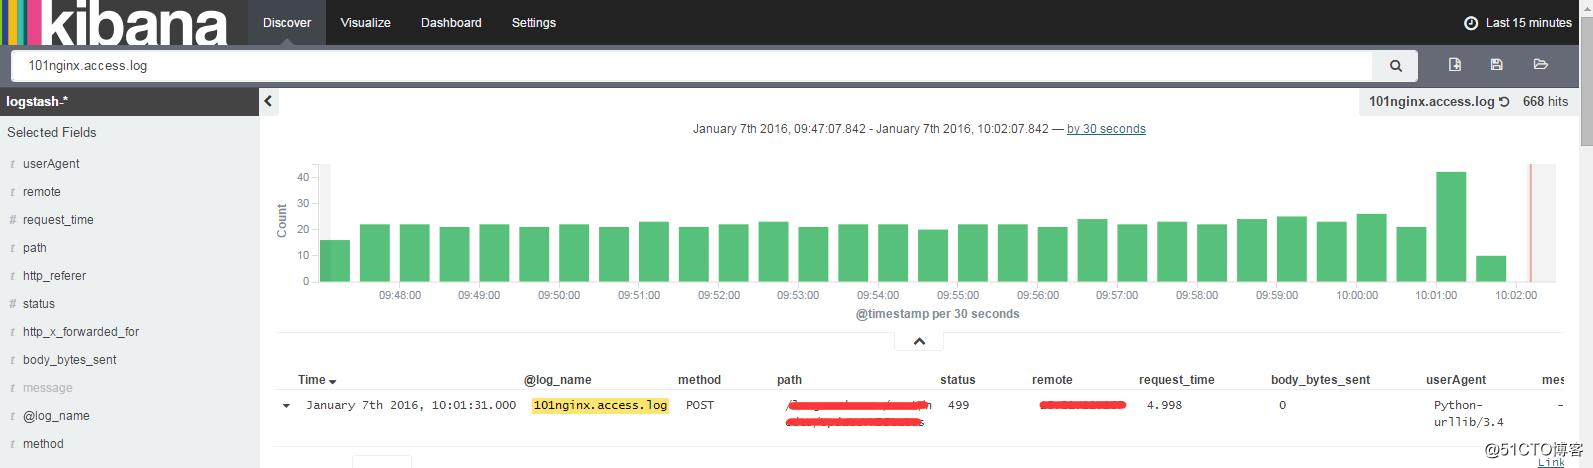 kibana Discover Visualize Dashboard Settings Last 15 minutes
101nginx.access.log
logstash-*
101nginx.access.log 668 hits
Selected Fields
January 7th 2016, 09:47:07.842 - January 7th 2016, 10:02:07.842 — by 30 seconds
t userAgent
t remote
# request_time
t path
t http_referer
# status
t http_x_forwarded_for
t body_bytes_sent
t message
t @log_name
t method
Count
40
30
20
10
0
09:48:00 09:49:00 09:50:00 09:51:00 09:52:00 09:53:00 09:54:00 09:55:00 09:56:00 09:57:00 09:58:00 09:59:00 10:00:00 10:01:00 10:02:00
@timestamp per 30 seconds
Time @log_name method path status remote request_time body_bytes_sent userAgent mes
January 7th 2016, 10:01:31.000 101nginx.access.log POST 499 4.998 0 Python- –
urllib/3.4
@51CTO博客
Link